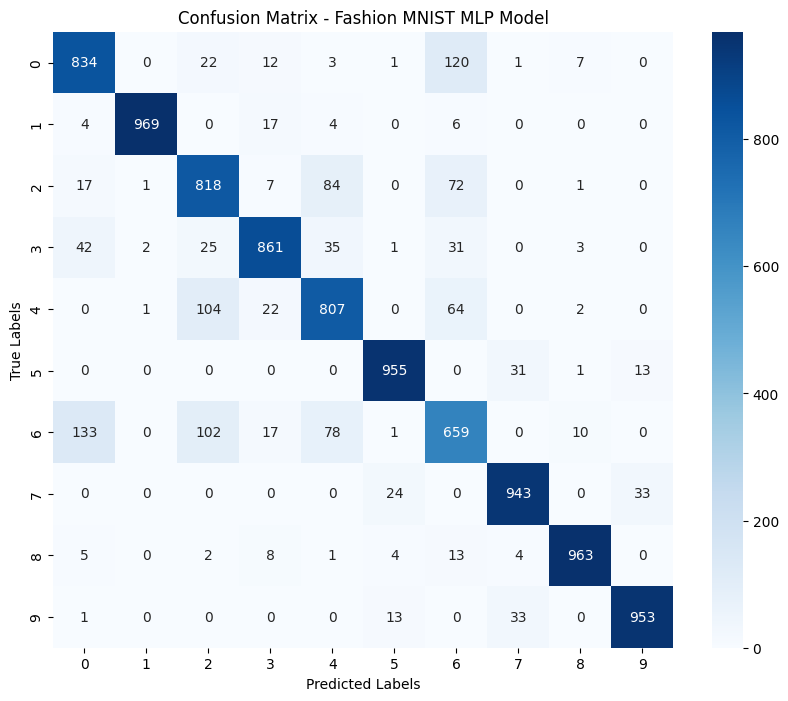 Confusion Matrix - Fashion MNIST MLP Model
0 834 0 22 12 3 1 120 1 7 0
1 4 969 0 17 4 0 6 0 0 0
2 17 1 818 7 84 0 72 0 1 0
3 42 2 25 861 35 1 31 0 3 0
4 0 1 104 22 807 0 64 0 2 0
5 0 0 0 0 0 955 0 31 1 13
6 133 0 102 17 78 1 659 0 10 0
7 0 0 0 0 0 24 0 943 0 33
8 5 0 2 8 1 4 13 4 963 0
9 1 0 0 0 0 13 0 33 0 953
0 1 2 3 4 5 6 7 8 9
Predicted Labels
True Labels
800
600
400
200
0